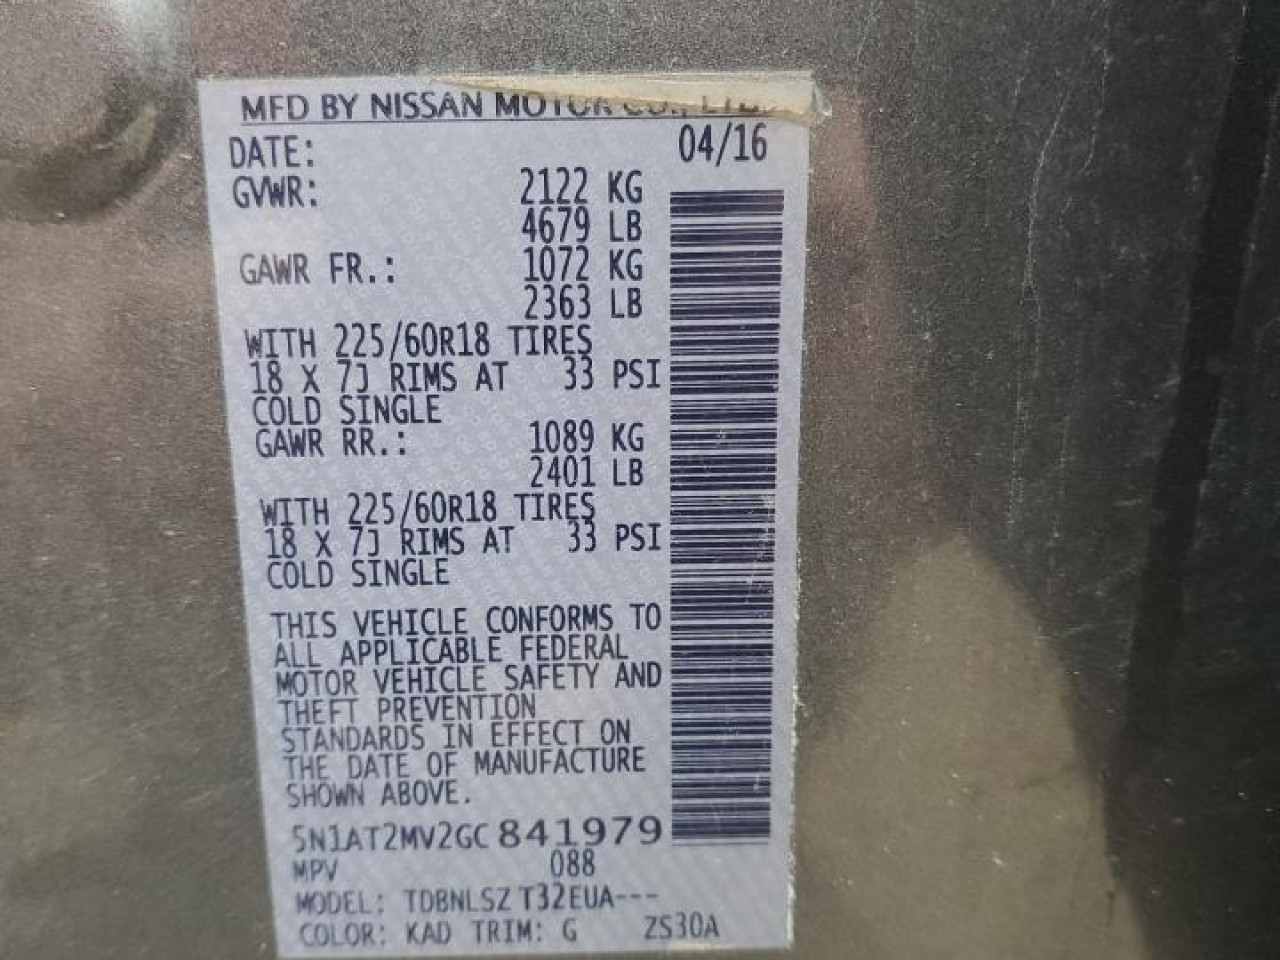 MFD BY NISSAN MOTOR CO., LTD.
DATE: 04/16
GVWR: 2122 KG
4679 LB
GAWR FR.: 1072 KG
2363 LB
WITH 225/60R18 TIRES
18 X 7J RIMS AT 33 PSI
COLD SINGLE
GAWR RR.: 1089 KG
2401 LB
WITH 225/60R18 TIRES
18 X 7J RIMS AT 33 PSI
COLD SINGLE
THIS VEHICLE CONFORMS TO
ALL APPLICABLE FEDERAL
MOTOR VEHICLE SAFETY AND
THEFT PREVENTION
STANDARDS IN EFFECT ON
THE DATE OF MANUFACTURE
SHOWN ABOVE.
5N1AT2MV2GC841979
MPV 088
MODEL: TDBNLSZ T32EUA---
COLOR: KAD TRIM: G ZS30A